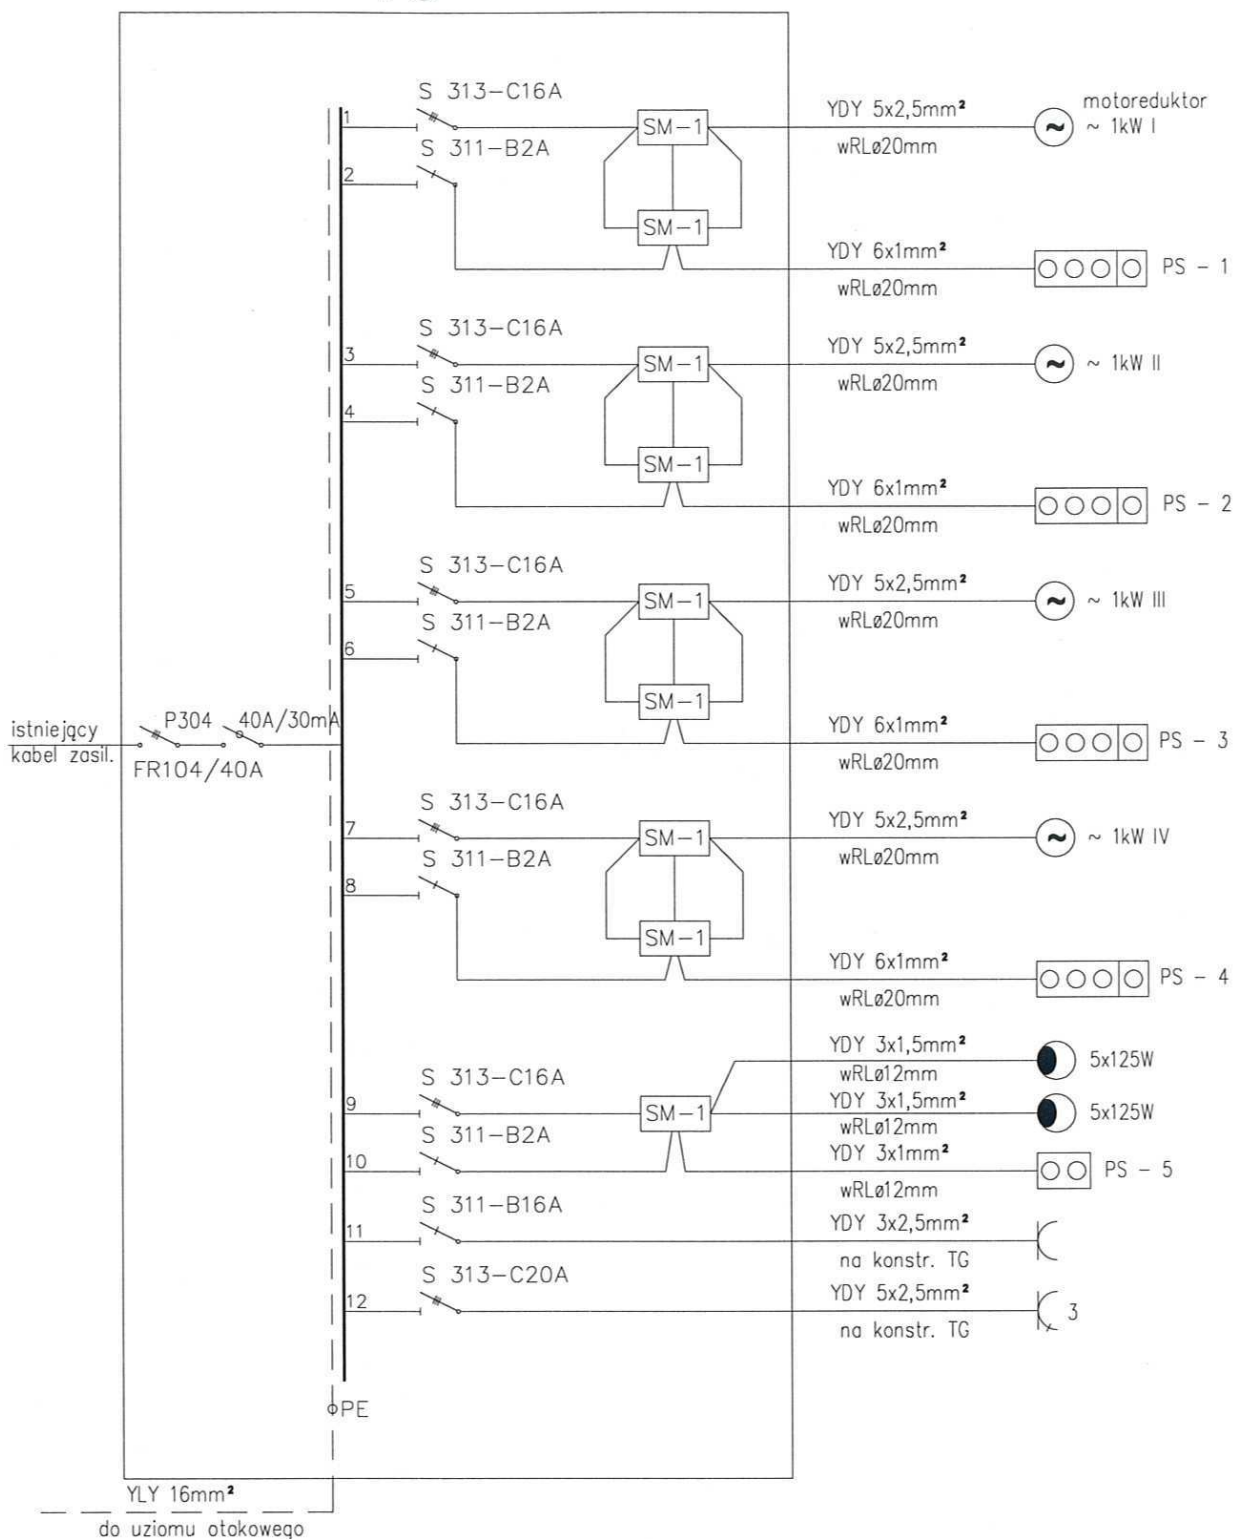 S 313-C16A
1
SM-1
YDY 5x2,5mm²
wRLø20mm
motoreduktor
~ 1kW I
S 311-B2A
2
SM-1
YDY 6x1mm²
wRLø20mm
PS - 1
S 313-C16A
3
SM-1
YDY 5x2,5mm²
wRLø20mm
~ 1kW II
S 311-B2A
4
SM-1
YDY 6x1mm²
wRLø20mm
PS - 2
S 313-C16A
5
SM-1
YDY 5x2,5mm²
wRLø20mm
~ 1kW III
S 311-B2A
6
SM-1
YDY 6x1mm²
wRLø20mm
PS - 3
istniejący
kabel zasil.
P304
40A/30mA
FR104/40A
S 313-C16A
7
SM-1
YDY 5x2,5mm²
wRLø20mm
~ 1kW IV
S 311-B2A
8
SM-1
YDY 6x1mm²
wRLø20mm
PS - 4
YDY 3x1,5mm²
wRLø12mm
5x125W
S 313-C16A
9
SM-1
YDY 3x1,5mm²
wRLø12mm
5x125W
S 311-B2A
10
YDY 3x1mm²
wRLø12mm
PS - 5
S 311-B16A
11
YDY 3x2,5mm²
na konstr. TG
S 313-C20A
12
YDY 5x2,5mm²
na konstr. TG
3
PE
YLY 16mm²
do uziomu otokowego